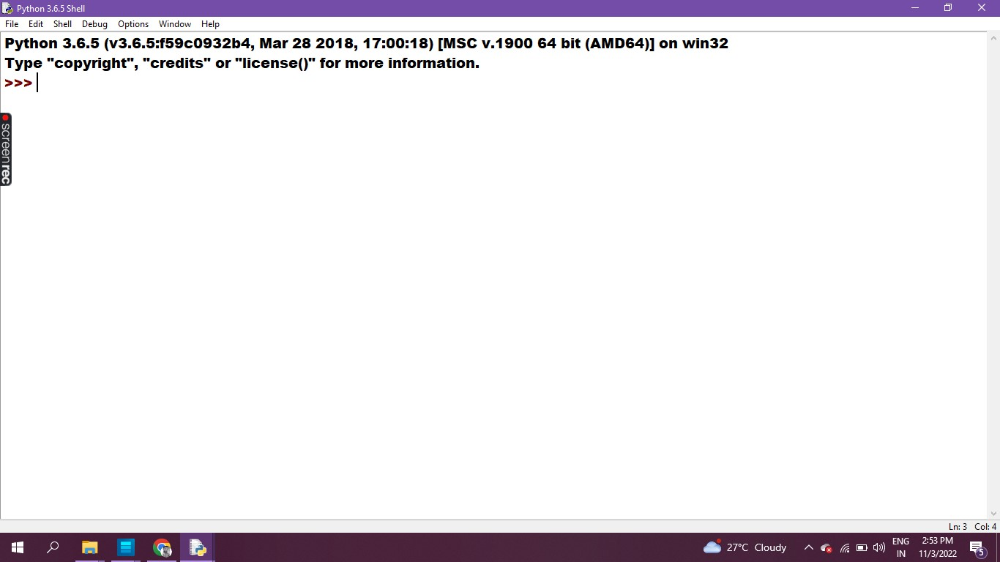 Python 3.6.5 Shell
File Edit Shell Debug Options Window Help
Python 3.6.5 (v3.6.5:f59c0932b4, Mar 28 2018, 17:00:18) [MSC v.1900 64 bit (AMD64)] on win32
Type "copyright", "credits" or "license()" for more information.
>>>
screenrec
Ln: 3 Col: 4
27°C Cloudy
ENG
IN
2:53 PM
11/3/2022
5